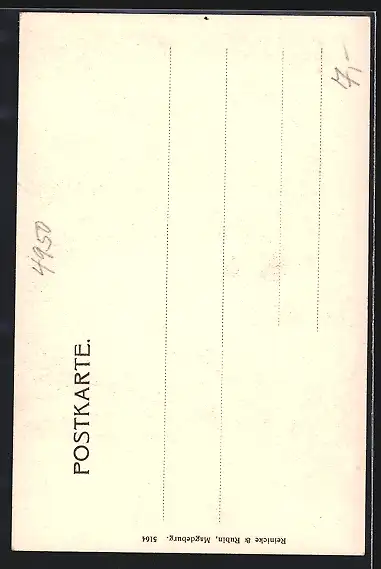 POSTKARTE.
4950
4,-
Reinicke & Rubin, Magdeburg. 5164